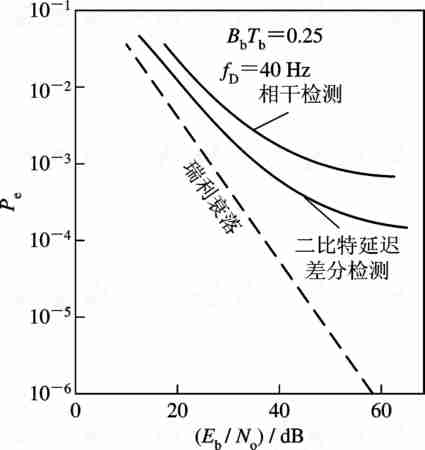 10⁻¹
B_bT_b=0.25
f_D=40 Hz
相干检测
10⁻²
10⁻³
P_e
瑞利衰落
10⁻⁴
二比特延迟
差分检测
10⁻⁵
10⁻⁶
0 20 40 60
(E_b/N_o)/dB